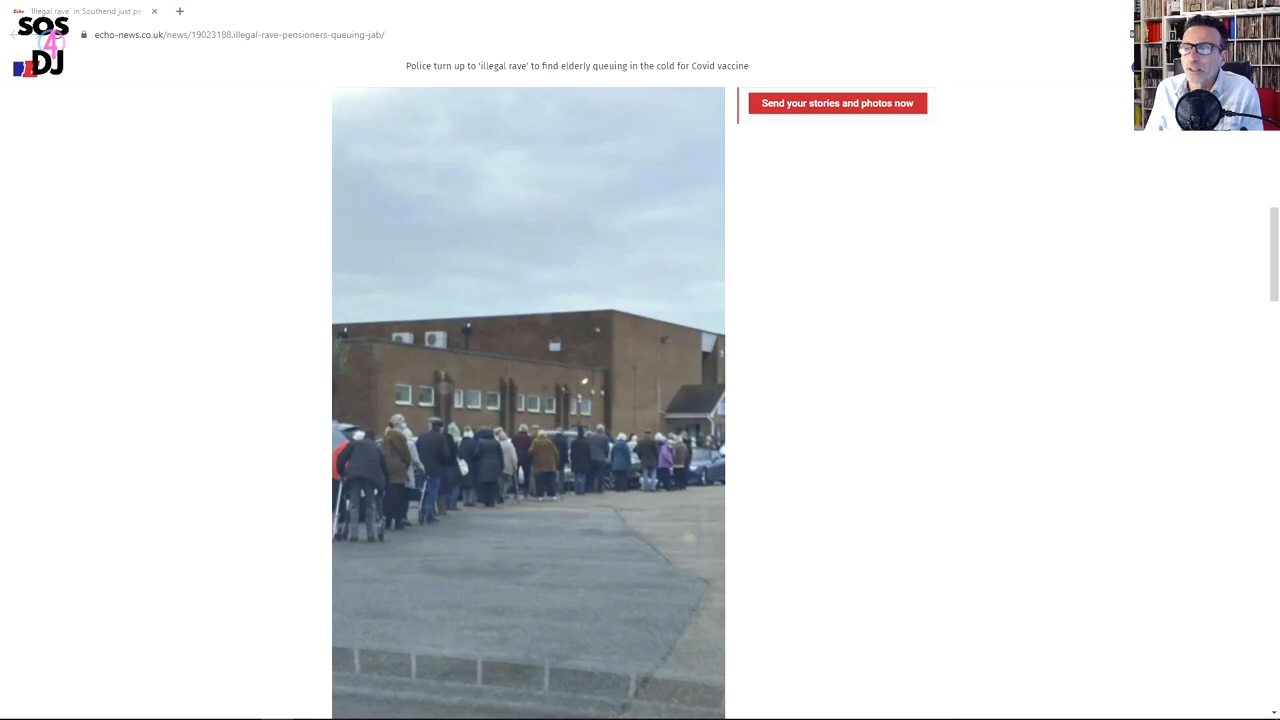 'Illegal rave' in Southend just po
echo-news.co.uk/news/19023188.illegal-rave-pensioners-queuing-jab/
SOS
4
DJ
Police turn up to 'illegal rave' to find elderly queuing in the cold for Covid vaccine
Send your stories and photos now